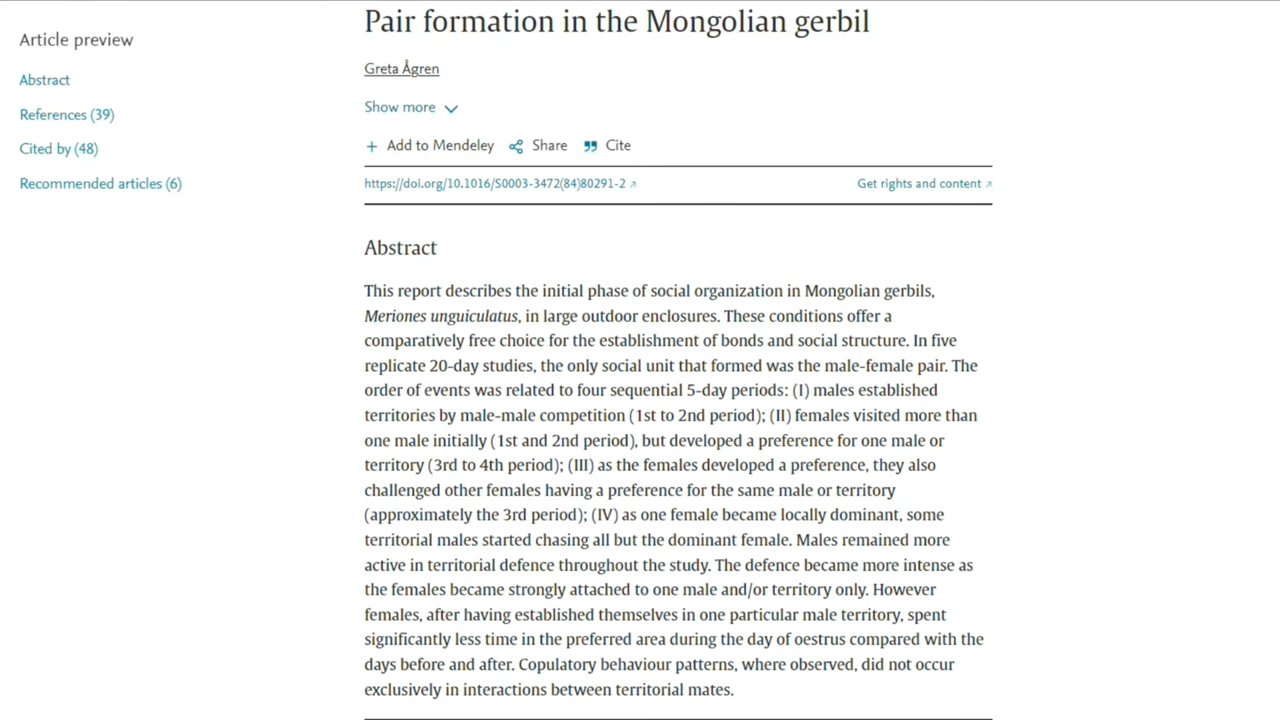 Pair formation in the Mongolian gerbil
Article preview
Abstract
References (39)
Cited by (48)
Recommended articles (6)
Greta Ågren
Show more
+ Add to Mendeley Share Cite
https://doi.org/10.1016/S0003-3472(84)80291-2 ↗ Get rights and content ↗
Abstract
This report describes the initial phase of social organization in Mongolian gerbils,
Meriones unguiculatus, in large outdoor enclosures. These conditions offer a
comparatively free choice for the establishment of bonds and social structure. In five
replicate 20-day studies, the only social unit that formed was the male-female pair. The
order of events was related to four sequential 5-day periods: (I) males established
territories by male-male competition (1st to 2nd period); (II) females visited more than
one male initially (1st and 2nd period), but developed a preference for one male or
territory (3rd to 4th period); (III) as the females developed a preference, they also
challenged other females having a preference for the same male or territory
(approximately the 3rd period); (IV) as one female became locally dominant, some
territorial males started chasing all but the dominant female. Males remained more
active in territorial defence throughout the study. The defence became more intense as
the females became strongly attached to one male and/or territory only. However
females, after having established themselves in one particular male territory, spent
significantly less time in the preferred area during the day of oestrus compared with the
days before and after. Copulatory behaviour patterns, where observed, did not occur
exclusively in interactions between territorial mates.